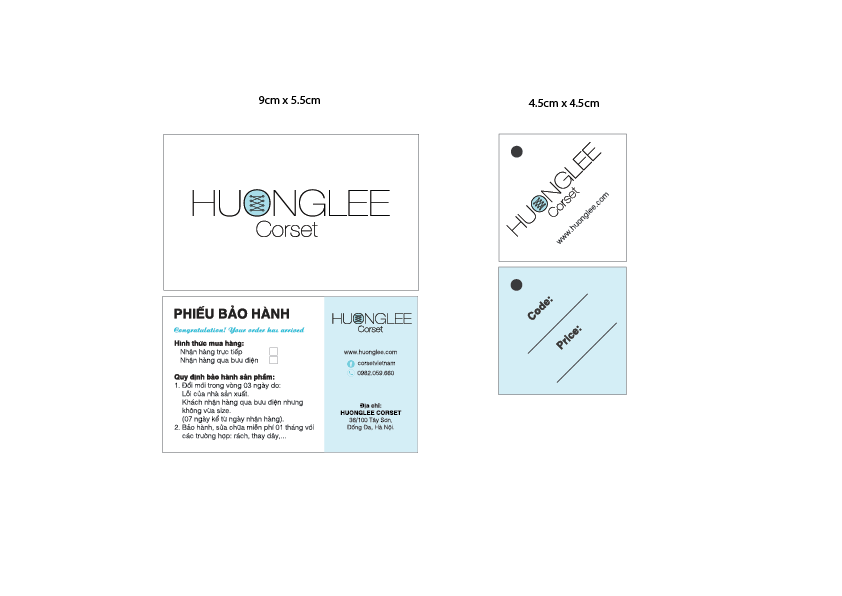 9cm x 5.5cm
HUONGLEE
Corset
PHIẾU BẢO HÀNH
Congratulation! Your order has arrived
Hình thức mua hàng:
Nhận hàng trực tiếp
Nhận hàng qua bưu điện
Quy định bảo hành sản phẩm:
1. Đổi mới trong vòng 03 ngày do:
Lỗi của nhà sản xuất.
Khách nhận hàng qua bưu điện nhưng
không vừa size.
(07 ngày kể từ ngày nhận hàng).
2. Bảo hành, sửa chữa miễn phí 01 tháng với
các trường hợp: rách, thay dây,...
HUONGLEE
Corset
www.huonglee.com
corsetvietnam
0982.059.660
Địa chỉ:
HUONGLEE CORSET
36/100 Tây Sơn,
Đống Đa, Hà Nội.
4.5cm x 4.5cm
HUONGLEE
Corset
www.huonglee.com
Code:
Price: